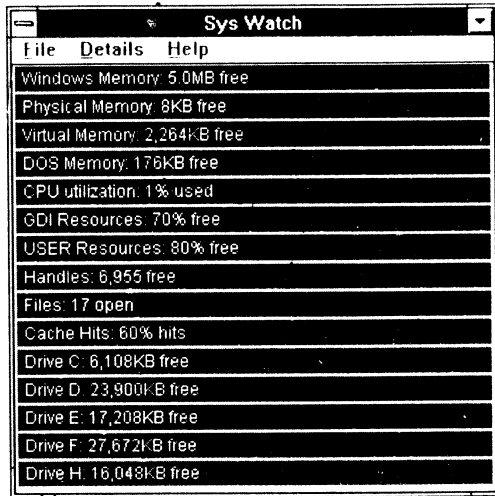 Sys Watch
File Details Help
Windows Memory: 5.0MB free
Physical Memory: 8KB free
Virtual Memory: 2,264KB free
DOS Memory: 176KB free
CPU utilization: 1% used
GDI Resources: 70% free
USER Resources: 80% free
Handles: 6,955 free
Files: 17 open
Cache Hits: 60% hits
Drive C: 6,108KB free
Drive D: 23,900KB free
Drive E: 17,208KB free
Drive F: 27,672KB free
Drive H: 16,048KB free